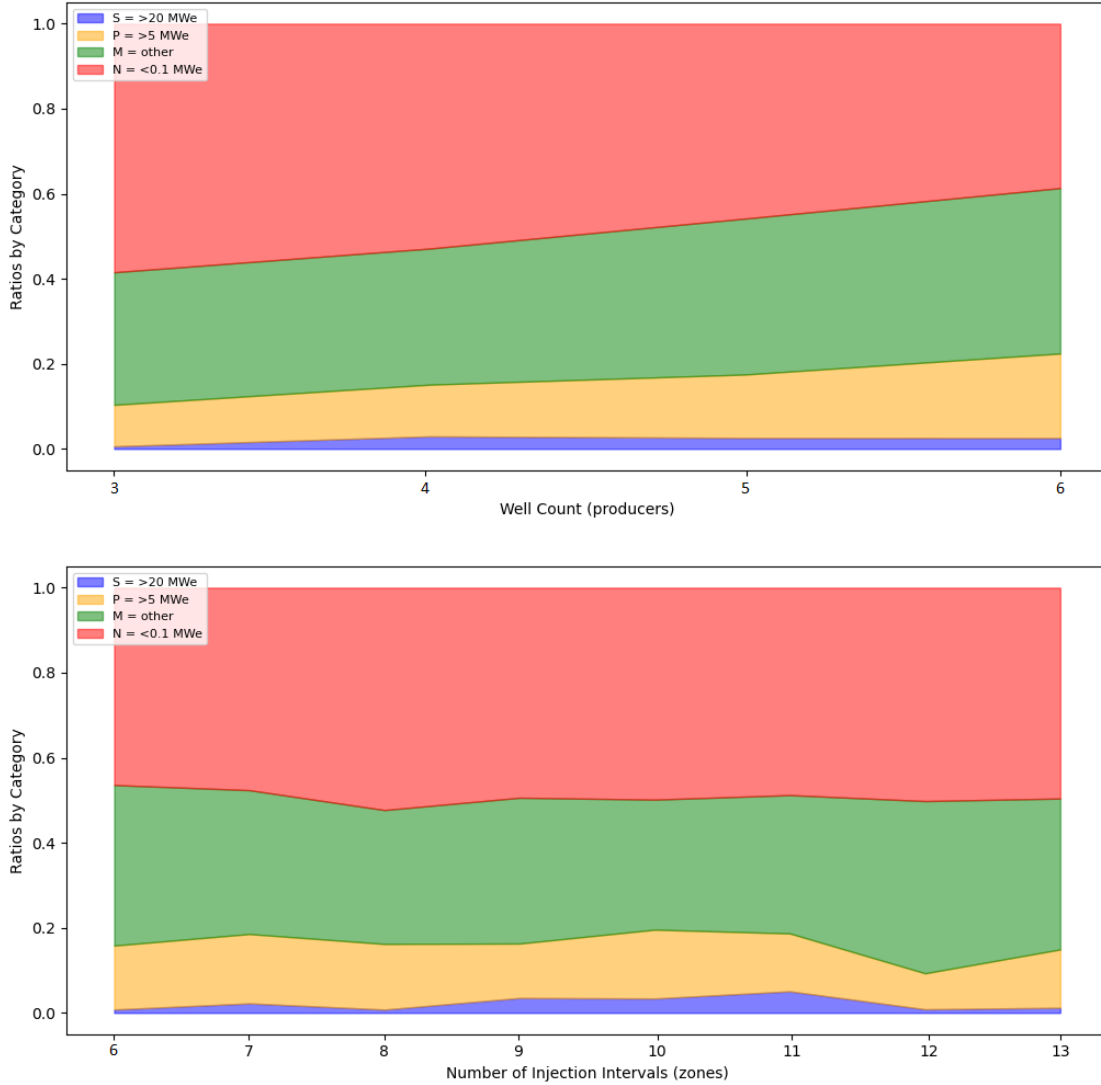 1.0
0.8
0.6
0.4
0.2
0.0
Ratios by Category
S = >20 MWe
P = >5 MWe
M = other
N = <0.1 MWe
3 4 5 6
Well Count (producers)
1.0
0.8
0.6
0.4
0.2
0.0
Ratios by Category
S = >20 MWe
P = >5 MWe
M = other
N = <0.1 MWe
6 7 8 9 10 11 12 13
Number of Injection Intervals (zones)